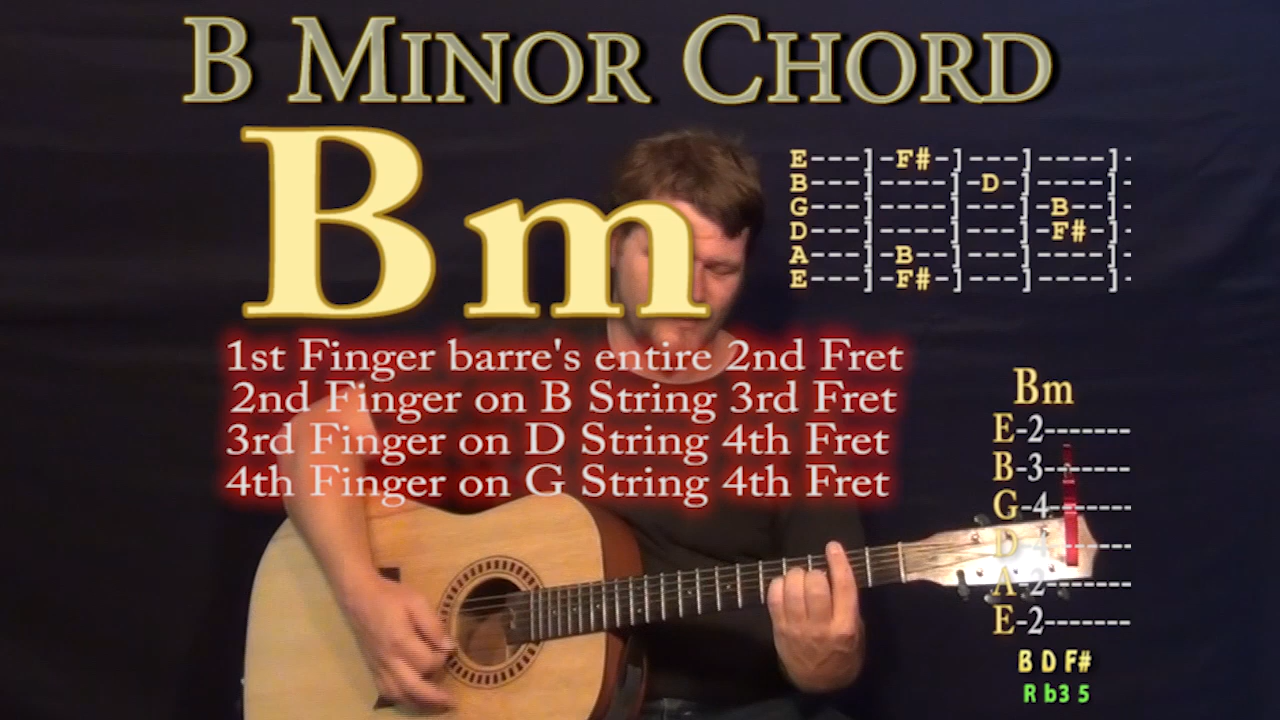 B MINOR CHORD
Bm
E---]-F#-]---]----]-
B---]----]-D-]----]-
G---]----]---]-B--]-
D---]----]---]-F#-]-
A---]-B--]---]----]-
E---]-F#-]---]----]-
1st Finger barre's entire 2nd Fret
2nd Finger on B String 3rd Fret
3rd Finger on D String 4th Fret
4th Finger on G String 4th Fret
Bm
E-2-------
B-3-------
G-4-------
D-4-------
A-2-------
E-2-------
B D F#
R b3 5